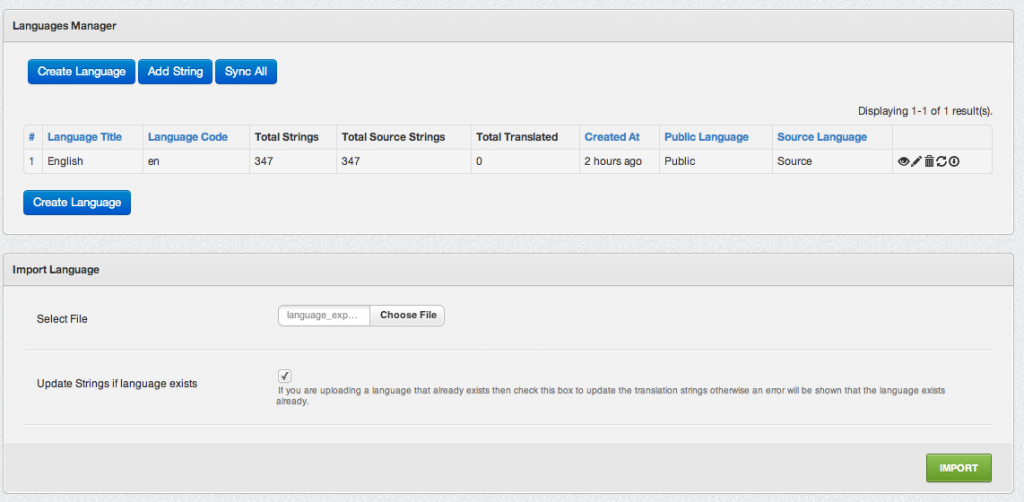 Languages Manager
Create Language Add String Sync All
Displaying 1-1 of 1 result(s).
# Language Title Language Code Total Strings Total Source Strings Total Translated Created At Public Language Source Language
1 English en 347 347 0 2 hours ago Public Source
Create Language
Import Language
Select File language_exp... Choose File
Update Strings if language exists
If you are uploading a language that already exists then check this box to update the translation strings otherwise an error will be shown that the language exists
already.
IMPORT